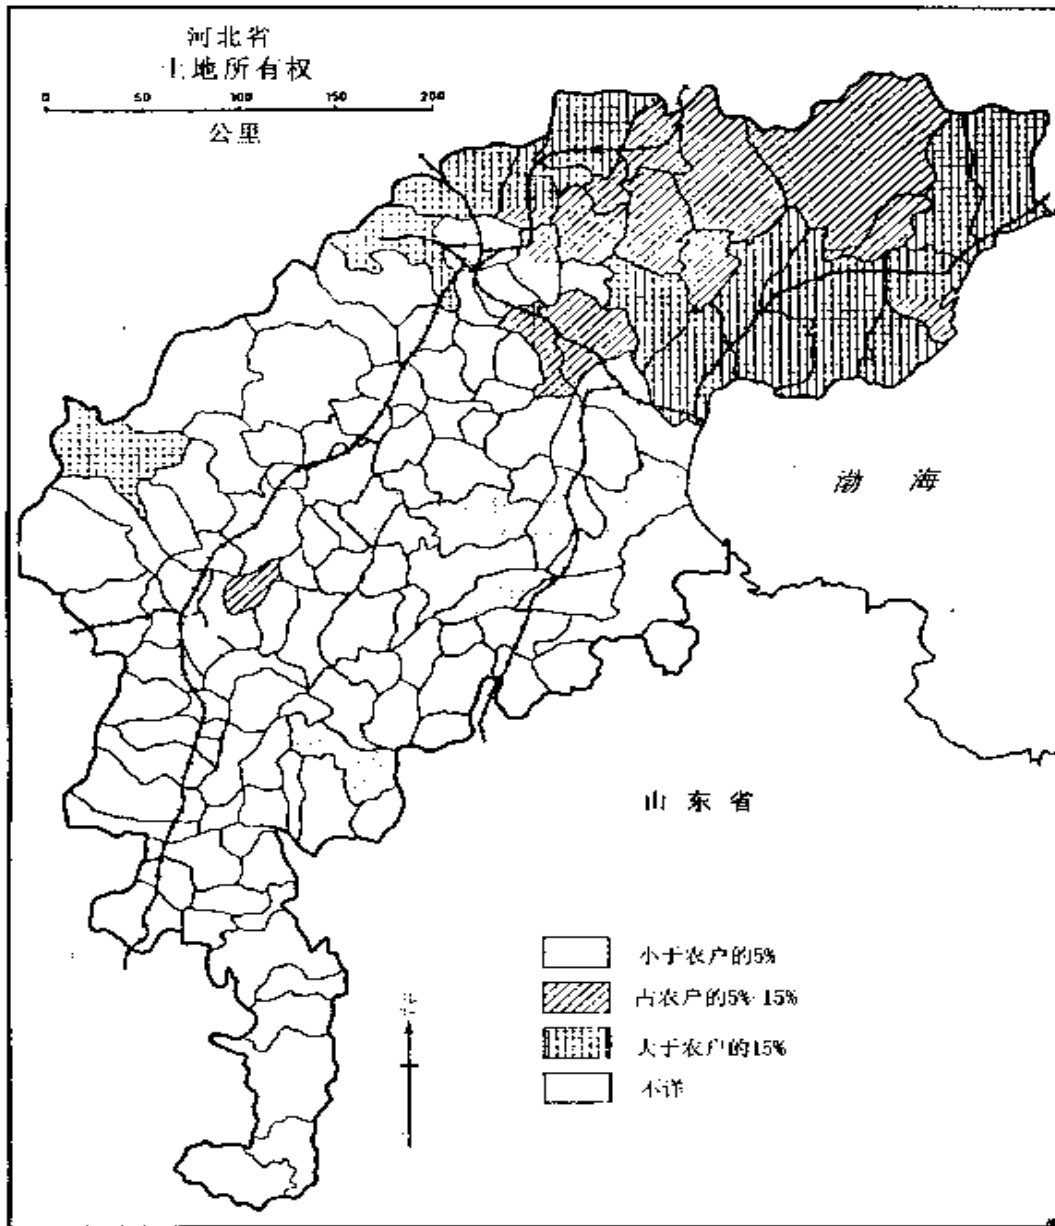 河北省
土地所有权
0 50 100 150 200
公里
渤海
山东省
小于农户的5%
占农户的5%-15%
大于农户的15%
不详
北